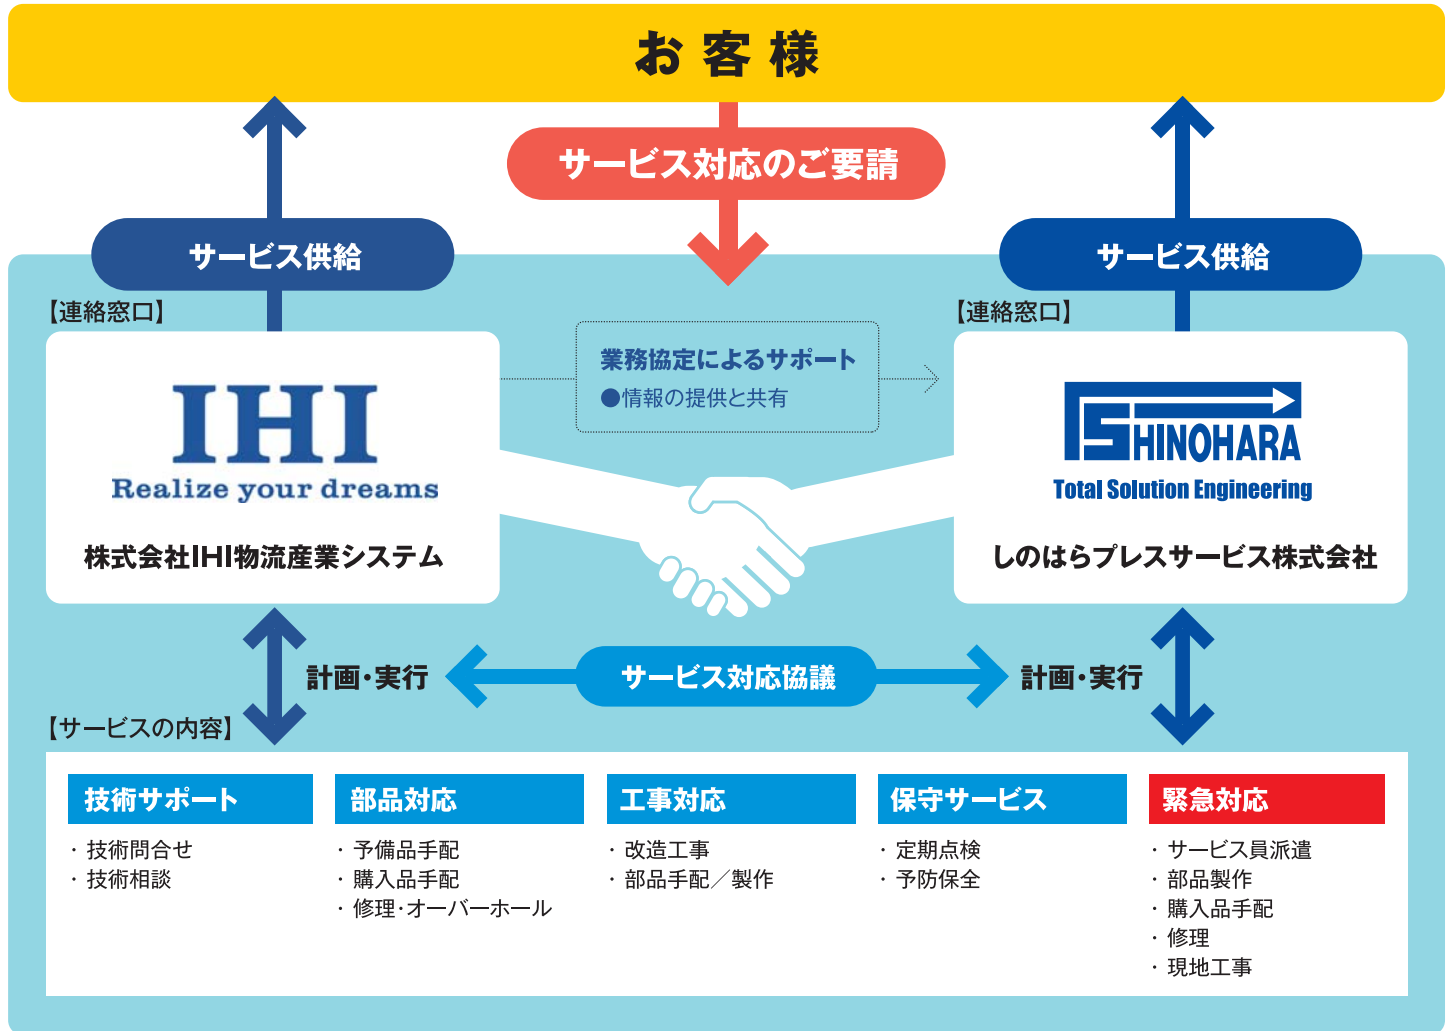 お客様
サービス対応のご要請
サービス供給
サービス供給
【連絡窓口】
【連絡窓口】
業務協定によるサポート
●情報の提供と共有
IHI
Realize your dreams
株式会社IHI物流産業システム
SHINOHARA
Total Solution Engineering
しのはらプレスサービス株式会社
計画・実行
サービス対応協議
計画・実行
【サービスの内容】
技術サポート
・技術問合せ
・技術相談
部品対応
・予備品手配
・購入品手配
・修理・オーバーホール
工事対応
・改造工事
・部品手配／製作
保守サービス
・定期点検
・予防保全
緊急対応
・サービス員派遣
・部品製作
・購入品手配
・修理
・現地工事